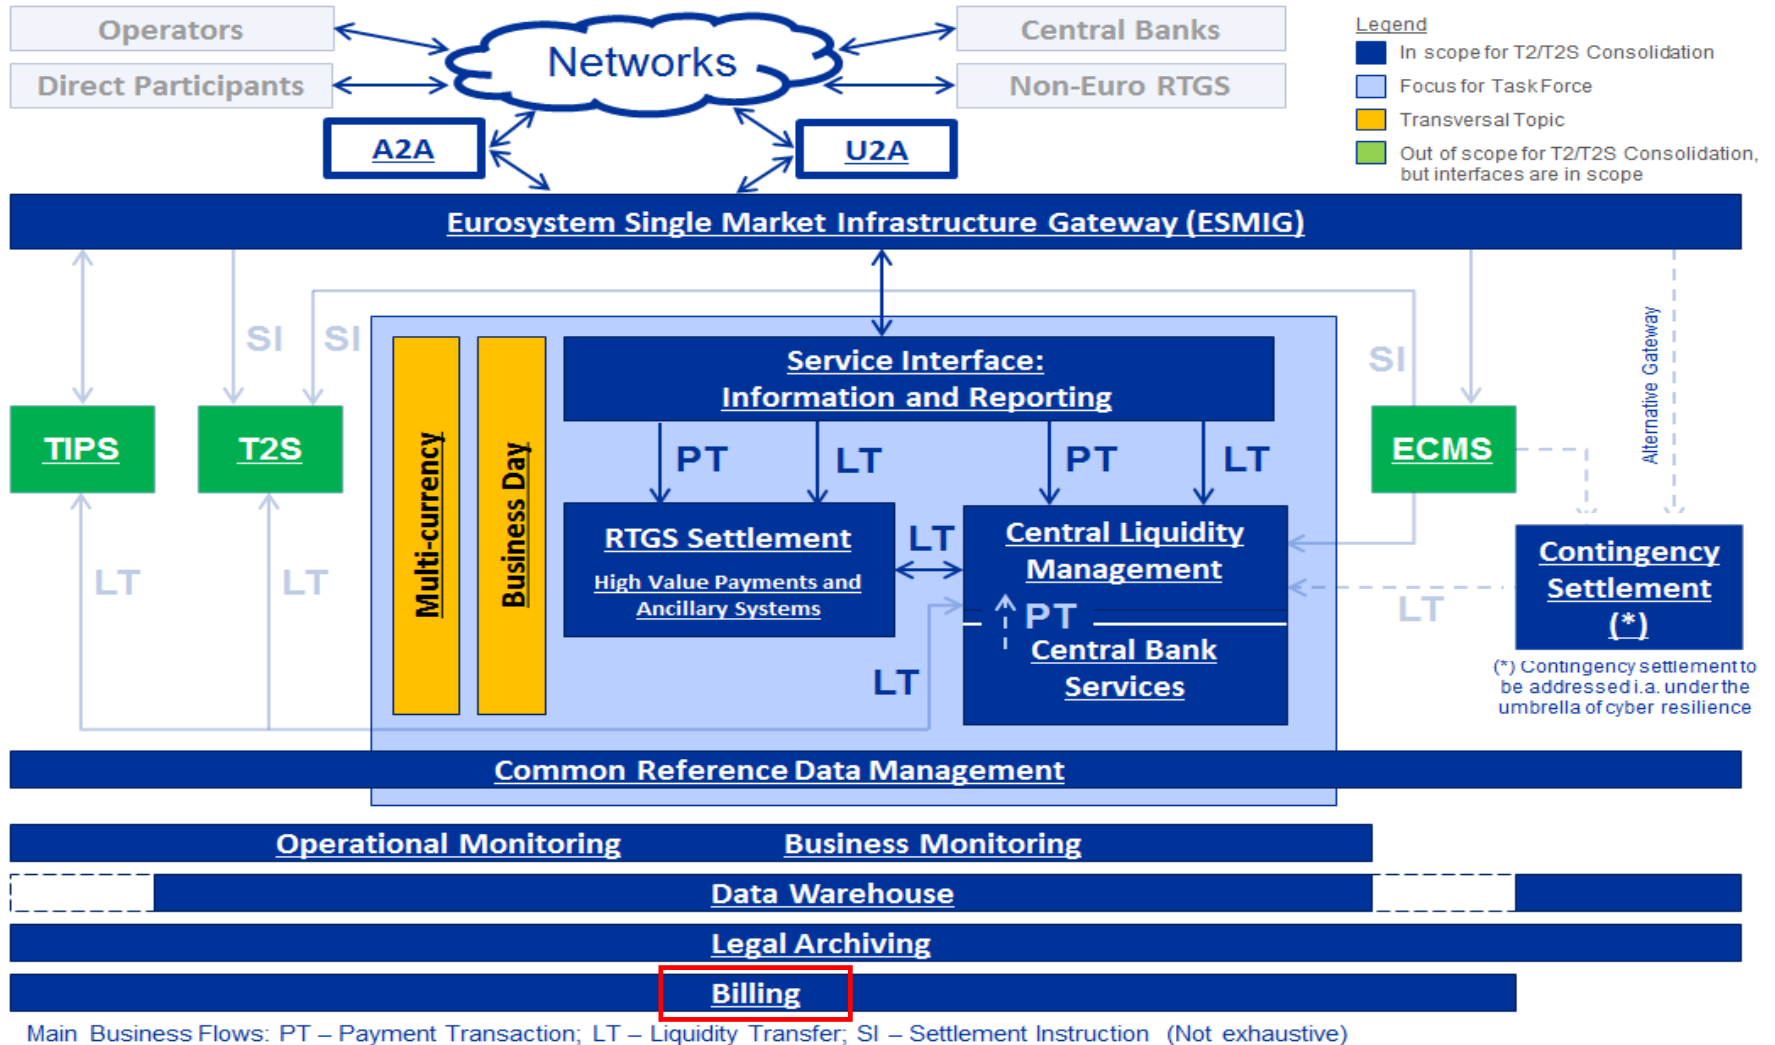 Operators
Direct Participants
Networks
Central Banks
Non-Euro RTGS
Legend
In scope for T2/T2S Consolidation
Focus for Task Force
Transversal Topic
Out of scope for T2/T2S Consolidation,
but interfaces are in scope
A2A
U2A
Eurosystem Single Market Infrastructure Gateway (ESMIG)
SI
SI
SI
Alternative Gateway
Service Interface:
Information and Reporting
TIPS
T2S
Multi-currency
Business Day
PT
LT
PT
LT
ECMS
RTGS Settlement
High Value Payments and
Ancillary Systems
LT
Central Liquidity
Management
PT
Central Bank
Services
Contingency
Settlement
(*)
LT
LT
LT
LT
(*) Contingency settlement to
be addressed i.a. under the
umbrella of cyber resilience
Common Reference Data Management
Operational Monitoring
Business Monitoring
Data Warehouse
Legal Archiving
Billing
Main Business Flows: PT – Payment Transaction; LT – Liquidity Transfer; SI – Settlement Instruction (Not exhaustive)